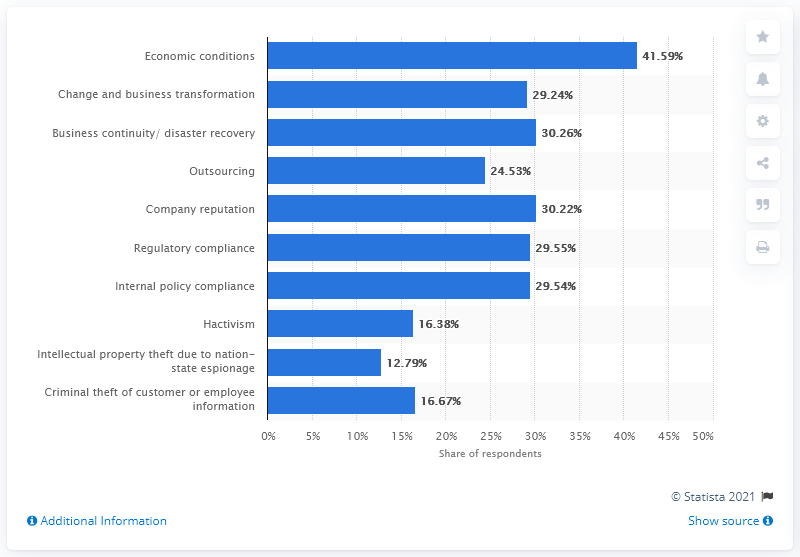 Economic conditions
41.59%
Change and business transformation
29.24%
Business continuity/ disaster recovery
30.26%
Outsourcing
24.53%
Company reputation
30.22%
Regulatory compliance
29.55%
Internal policy compliance
29.54%
Hactivism
16.38%
Intellectual property theft due to nation-
state espionage
12.79%
Criminal theft of customer or employee
information
16.67%
0% 5% 10% 15% 20% 25% 30% 35% 40% 45% 50%
Share of respondents
© Statista 2021
Additional Information
Show source